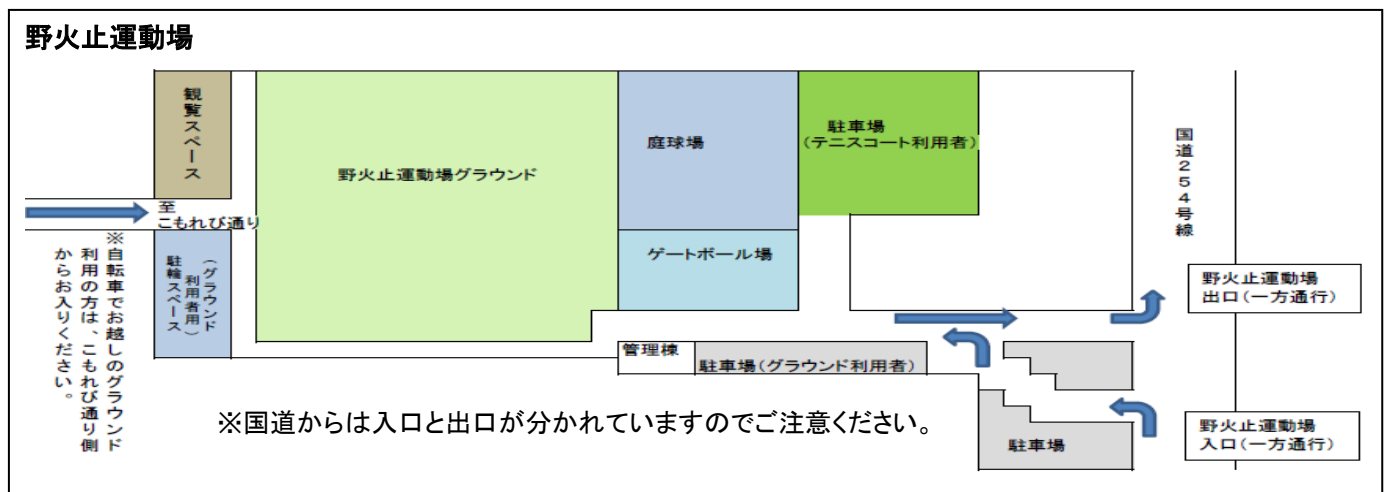 野火止運動場
観覧スペース
至
こもれび通り
※自転車でお越しのグラウンド
利用の方は、こもれび通り側
からお入りください。
(グラウンド
利用者用)
駐輪スペース
野火止運動場グラウンド
庭球場
ゲートボール場
駐車場
(テニスコート利用者)
国道254号線
野火止運動場
出口(一方通行)
管理棟
駐車場(グラウンド利用者)
※国道からは入口と出口が分かれていますのでご注意ください。
駐車場
野火止運動場
入口(一方通行)